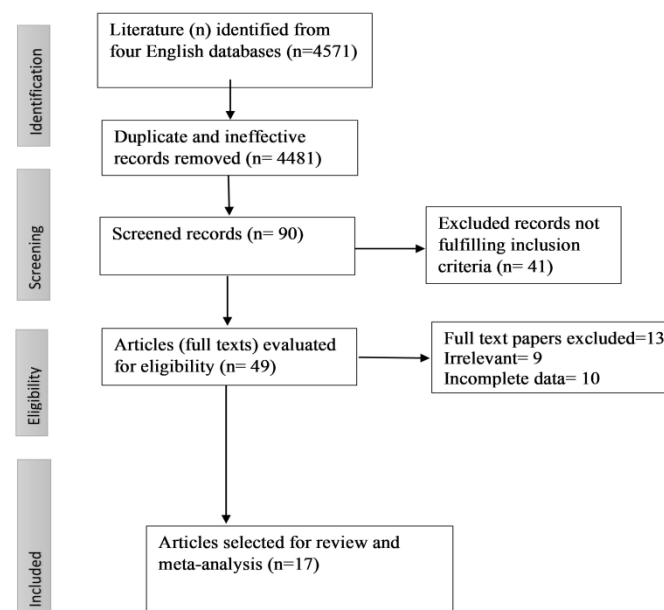 Identification
Literature (n) identified from
four English databases (n=4571)
Duplicate and ineffective
records removed (n= 4481)
Screening
Screened records (n= 90)
Excluded records not
fulfilling inclusion
criteria (n= 41)
Eligibility
Articles (full texts) evaluated
for eligibility (n= 49)
Full text papers excluded=13
Irrelevant= 9
Incomplete data= 10
Included
Articles selected for review and
meta-analysis (n=17)